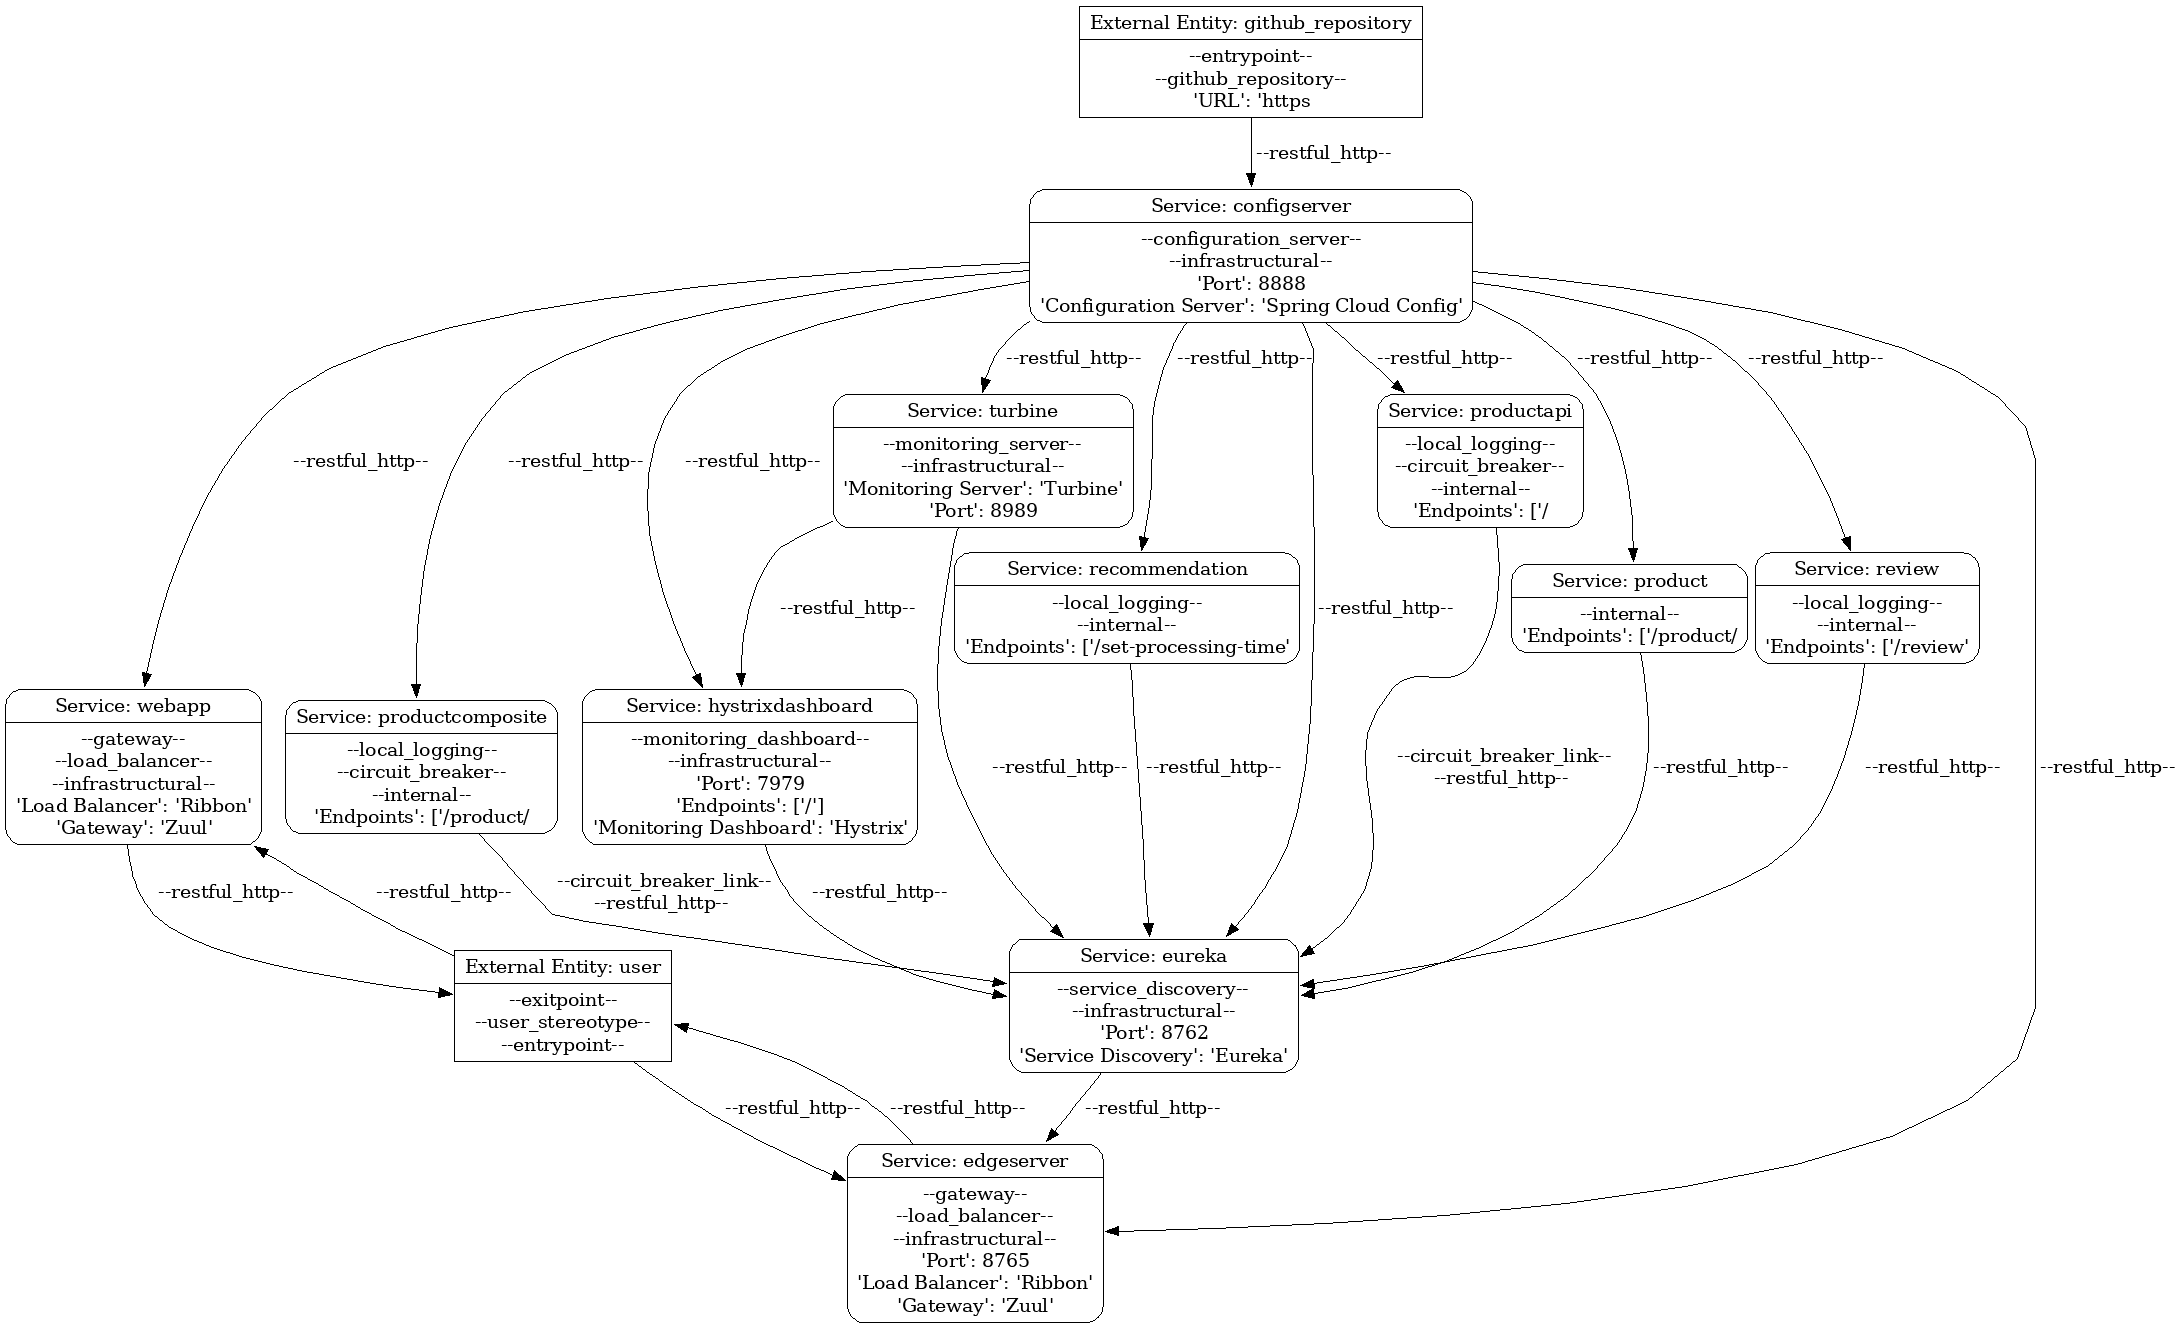 External Entity: github_repository
--entrypoint--
--github_repository--
'URL': 'https
--restful_http--
Service: configserver
--configuration_server--
--infrastructural--
'Port': 8888
'Configuration Server': 'Spring Cloud Config'
--restful_http--
--restful_http--
--restful_http--
--restful_http--
--restful_http--
--restful_http--
--restful_http--
--restful_http--
Service: turbine
--monitoring_server--
--infrastructural--
'Monitoring Server': 'Turbine'
'Port': 8989
Service: productapi
--local_logging--
--circuit_breaker--
--internal--
'Endpoints': ['/
Service: recommendation
--local_logging--
--internal--
'Endpoints': ['/set-processing-time'
Service: product
--internal--
'Endpoints': ['/product/
Service: review
--local_logging--
--internal--
'Endpoints': ['/review'
--restful_http--
--restful_http--
Service: webapp
--gateway--
--load_balancer--
--infrastructural--
'Load Balancer': 'Ribbon'
'Gateway': 'Zuul'
Service: productcomposite
--local_logging--
--circuit_breaker--
--internal--
'Endpoints': ['/product/
Service: hystrixdashboard
--monitoring_dashboard--
--infrastructural--
'Port': 7979
'Endpoints': ['/']
'Monitoring Dashboard': 'Hystrix'
--restful_http--
--restful_http--
--circuit_breaker_link--
--restful_http--
--restful_http--
--restful_http--
--restful_http--
--restful_http--
--restful_http--
--circuit_breaker_link--
--restful_http--
--restful_http--
External Entity: user
--exitpoint--
--user_stereotype--
--entrypoint--
Service: eureka
--service_discovery--
--infrastructural--
'Port': 8762
'Service Discovery': 'Eureka'
--restful_http--
--restful_http--
--restful_http--
Service: edgeserver
--gateway--
--load_balancer--
--infrastructural--
'Port': 8765
'Load Balancer': 'Ribbon'
'Gateway': 'Zuul'